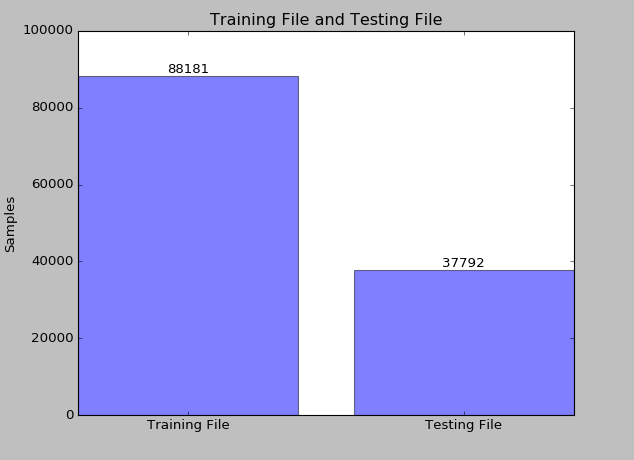 Training File and Testing File
100000
80000
60000
40000
20000
0
Samples
88181
37792
Training File
Testing File